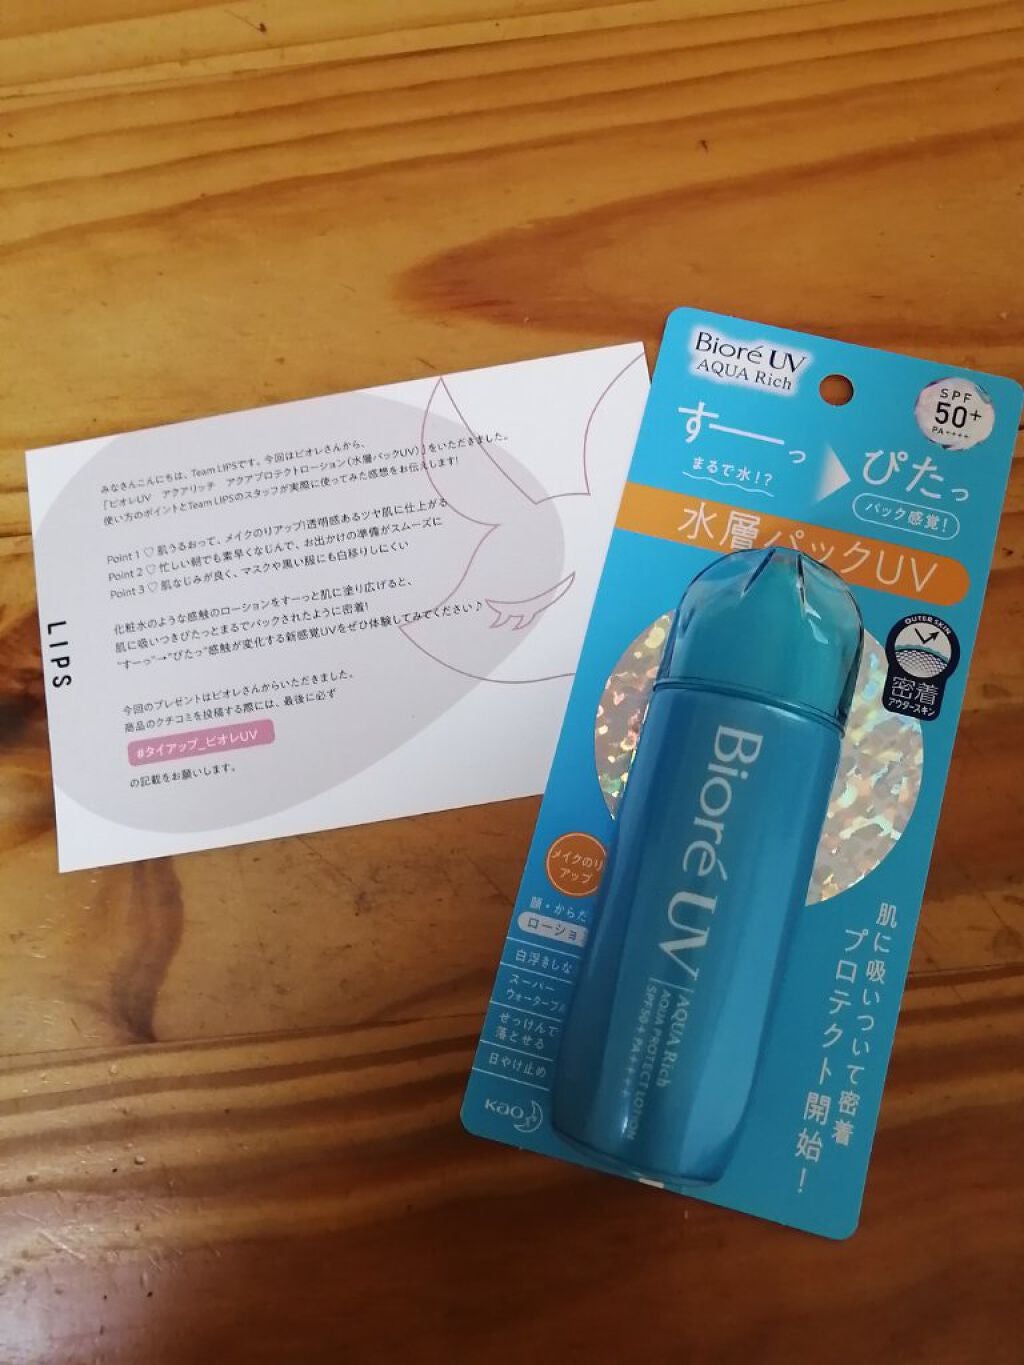 みなさんこんにちは、Team LIPSです。今回はビオレさんから、
「ビオレUV　アクアリッチ　アクアプロテクトローション（水層パックUV）」をいただきました。
使い方のポイントとTeam LIPSのスタッフが実際に使ってみた感想をお伝えします!
Point 1 ♡ 肌うるおって、メイクのりアップ!透明感あるツヤ肌に仕上がる
Point 2 ♡ 忙しい朝でも素早くなじんで、お出かけの準備がスムーズに
Point 3 ♡ 肌なじみが良く、マスクや黒い服にも白移りしにくい
化粧水のような感触のローションをすーっと肌に塗り広げると、
肌に吸いつきぴたっとまるでパックされたように密着!
"すーっ"→"ぴたっ"感触が変化する新感覚UVをぜひ体験してみてください♪
今回のプレゼントはビオレさんからいただきました。
商品のクチコミを投稿する際には、最後に必ず
#タイアップ_ビオレUV
の記載をお願いします。
LIPS
Bioré UV
AQUA Rich
SPF
50+
PA++++
すーっ
まるで水!?
ぴたっ
パック感覚!
水層パックUV
OUTER SKIN
密着
アウタースキン
Bioré UV
AQUA Rich
AQUA PROTECT LOTION
SPF50+ PA++++
メイクのり
アップ
顔・からだ
ローショ
白浮きしな
スーパー
ウォータープル
せっけんで
落とせる
日やけ止め
Kao
肌に吸いついて密着
プロテクト開始!